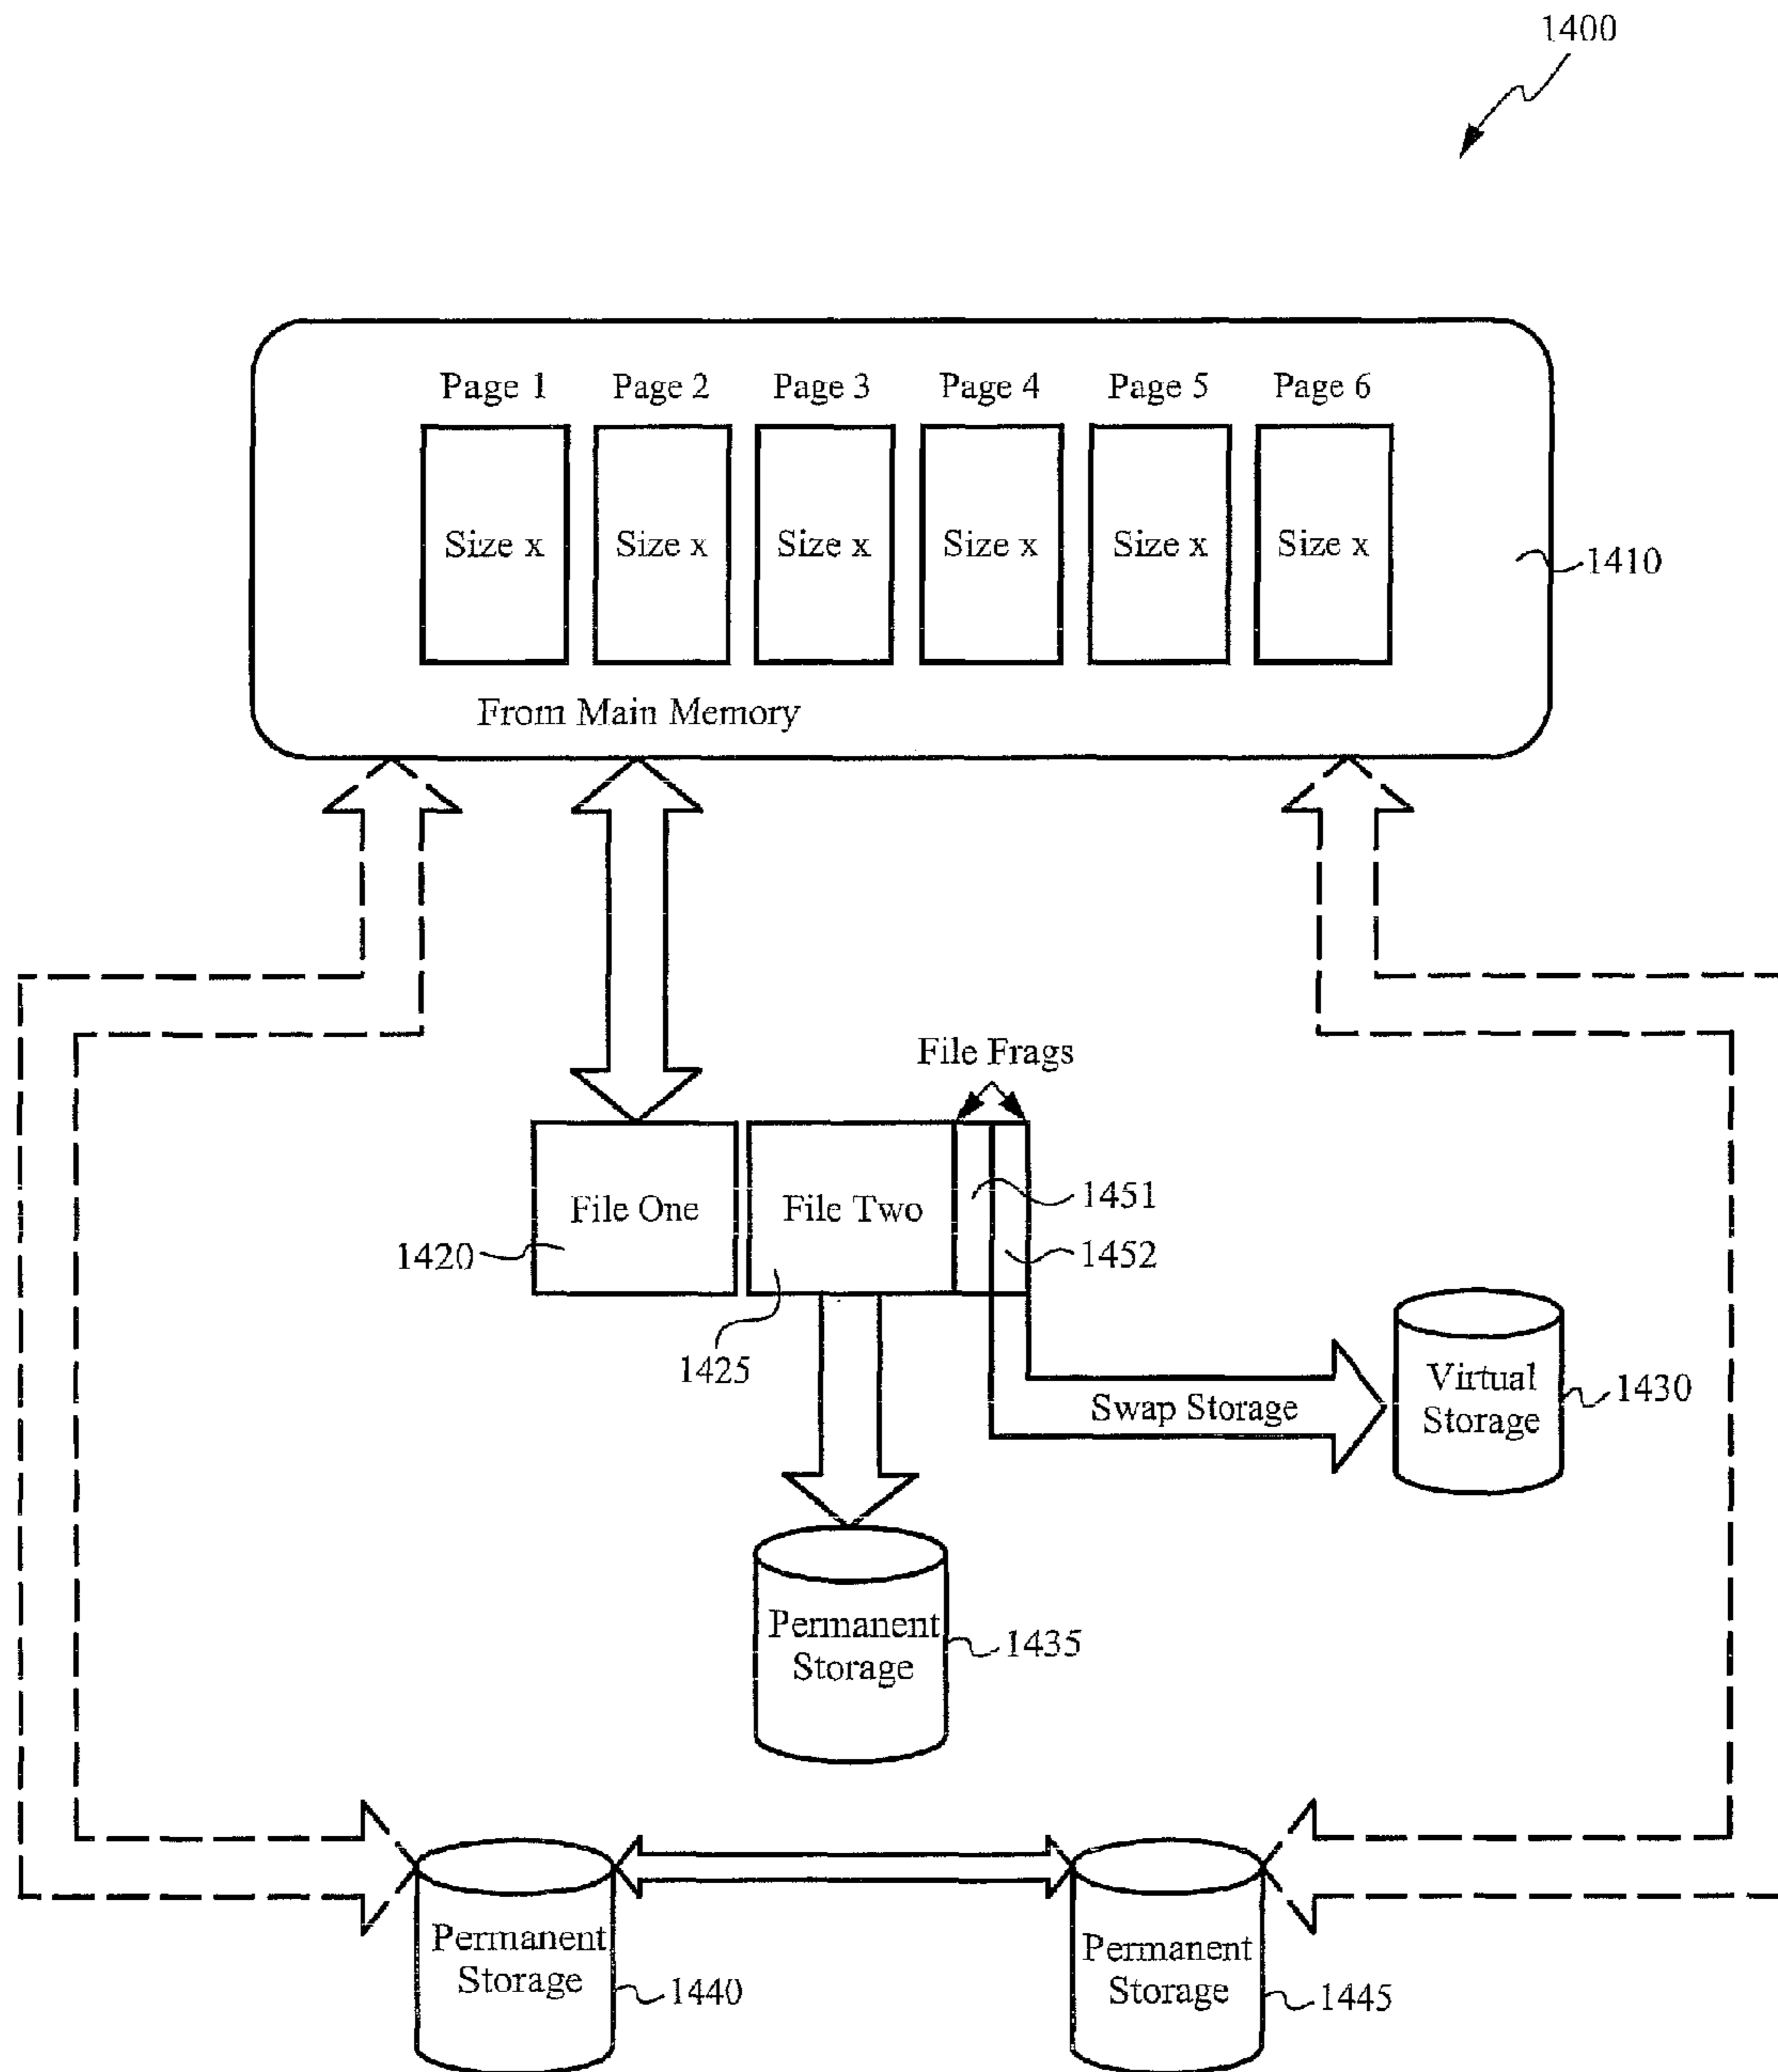 1400
Page 1 Page 2 Page 3 Page 4 Page 5 Page 6
Size x Size x Size x Size x Size x Size x
1410
From Main Memory
File Frags
File One
File Two
1451
1420
1452
1425
Virtual
Storage
1430
Swap Storage
Permanent
Storage
1435
Permanent
Storage
1440
Permanent
Storage
1445